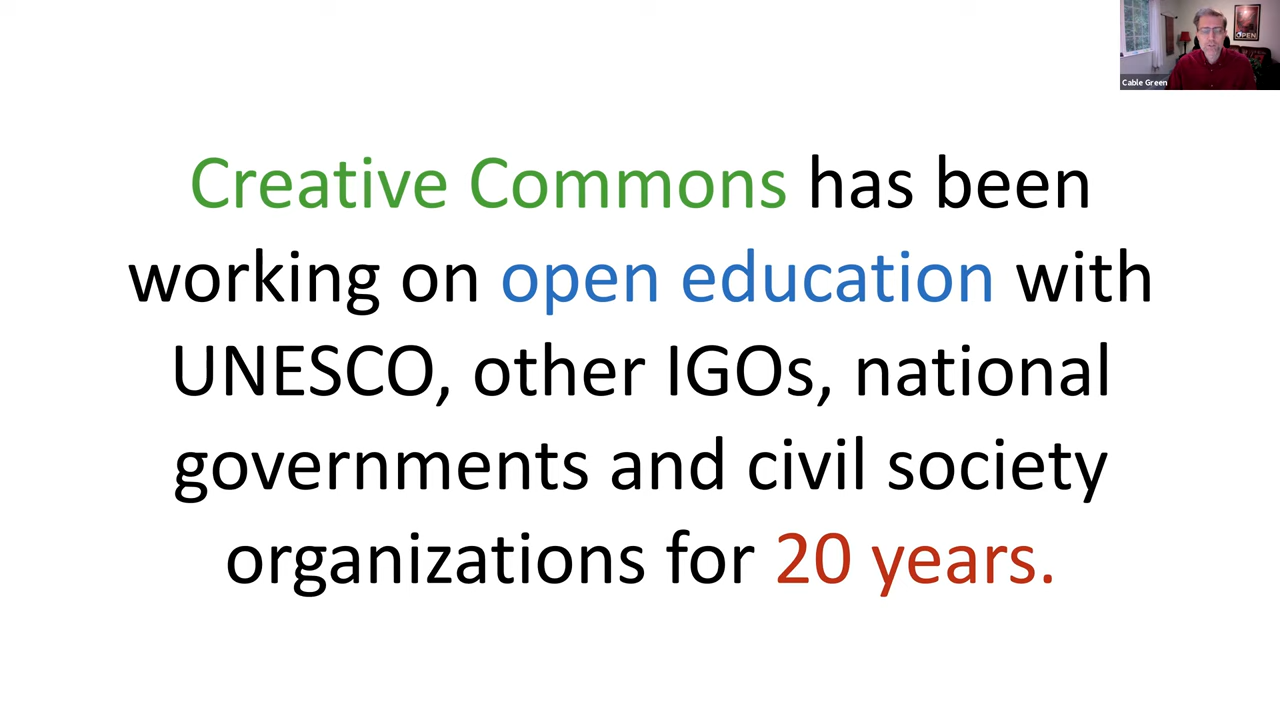 OPEN
Cable Green
Creative Commons has been
working on open education with
UNESCO, other IGOs, national
governments and civil society
organizations for 20 years.